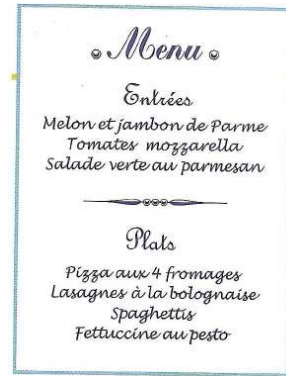 Menu
Entrées
Melon et jambon de Parme
Tomates mozzarella
Salade verte au parmesan
Plats
Pizza aux 4 fromages
Lasagnes à la bolognaise
Spaghettis
Fettuccine au pesto